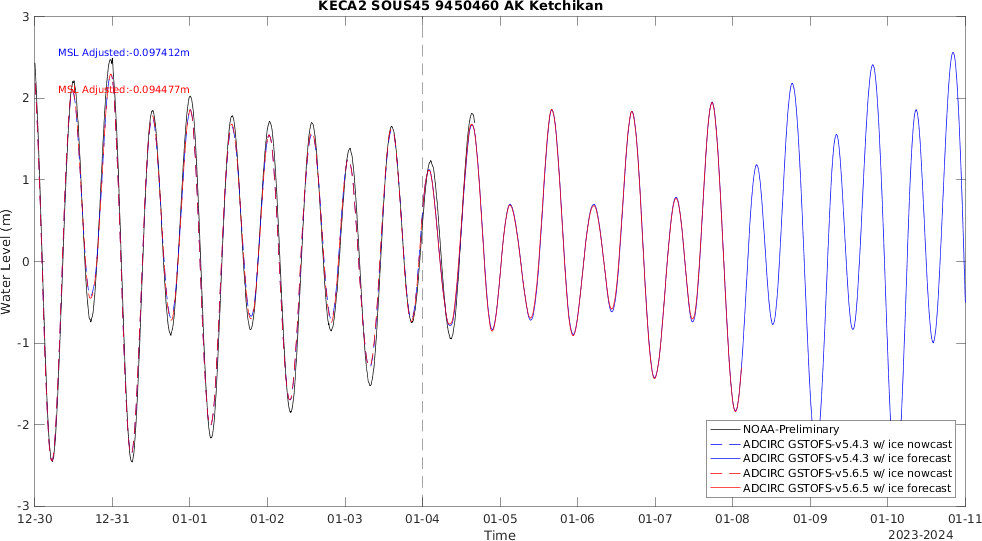 KECA2 SOUS45 9450460 AK Ketchikan
3
MSL Adjusted:-0.097412m
MSL Adjusted:-0.094477m
2
1
0
-1
-2
-3
Water Level (m)
NOAA-Preliminary
ADCIRC GSTOFS-v5.4.3 w/ ice nowcast
ADCIRC GSTOFS-v5.4.3 w/ ice forecast
ADCIRC GSTOFS-v5.6.5 w/ ice nowcast
ADCIRC GSTOFS-v5.6.5 w/ ice forecast
12-30 12-31 01-01 01-02 01-03 01-04 01-05 01-06 01-07 01-08 01-09 01-10 01-11
Time
2023-2024